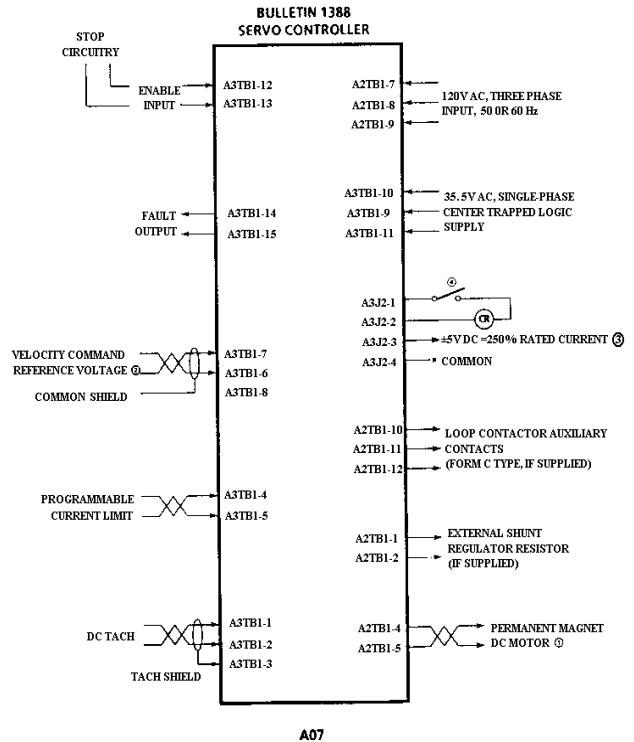 BULLETIN 1388
SERVO CONTROLLER
STOP
CIRCUITRY
ENABLE
INPUT
A3TB1-12
A3TB1-13
FAULT
OUTPUT
A3TB1-14
A3TB1-15
VELOCITY COMMAND
REFERENCE VOLTAGE ②
COMMON SHIELD
A3TB1-7
A3TB1-6
A3TB1-8
PROGRAMMABLE
CURRENT LIMIT
A3TB1-4
A3TB1-5
DC TACH
TACH SHIELD
A3TB1-1
A3TB1-2
A3TB1-3
A2TB1-7
A2TB1-8
A2TB1-9
120V AC, THREE PHASE
INPUT, 50 0R 60 Hz
A3TB1-10
A3TB1-9
A3TB1-11
35.5V AC, SINGLE-PHASE
CENTER TRAPPED LOGIC
SUPPLY
④
CR
A3J2-1
A3J2-2
A3J2-3
A3J2-4
±5V DC =250% RATED CURRENT ③
COMMON
A2TB1-10
A2TB1-11
A2TB1-12
LOOP CONTACTOR AUXILIARY
CONTACTS
(FORM C TYPE, IF SUPPLIED)
A2TB1-1
A2TB1-2
EXTERNAL SHUNT
REGULATOR RESISTOR
(IF SUPPLIED)
A2TB1-4
A2TB1-5
PERMANENT MAGNET
DC MOTOR ①
A07